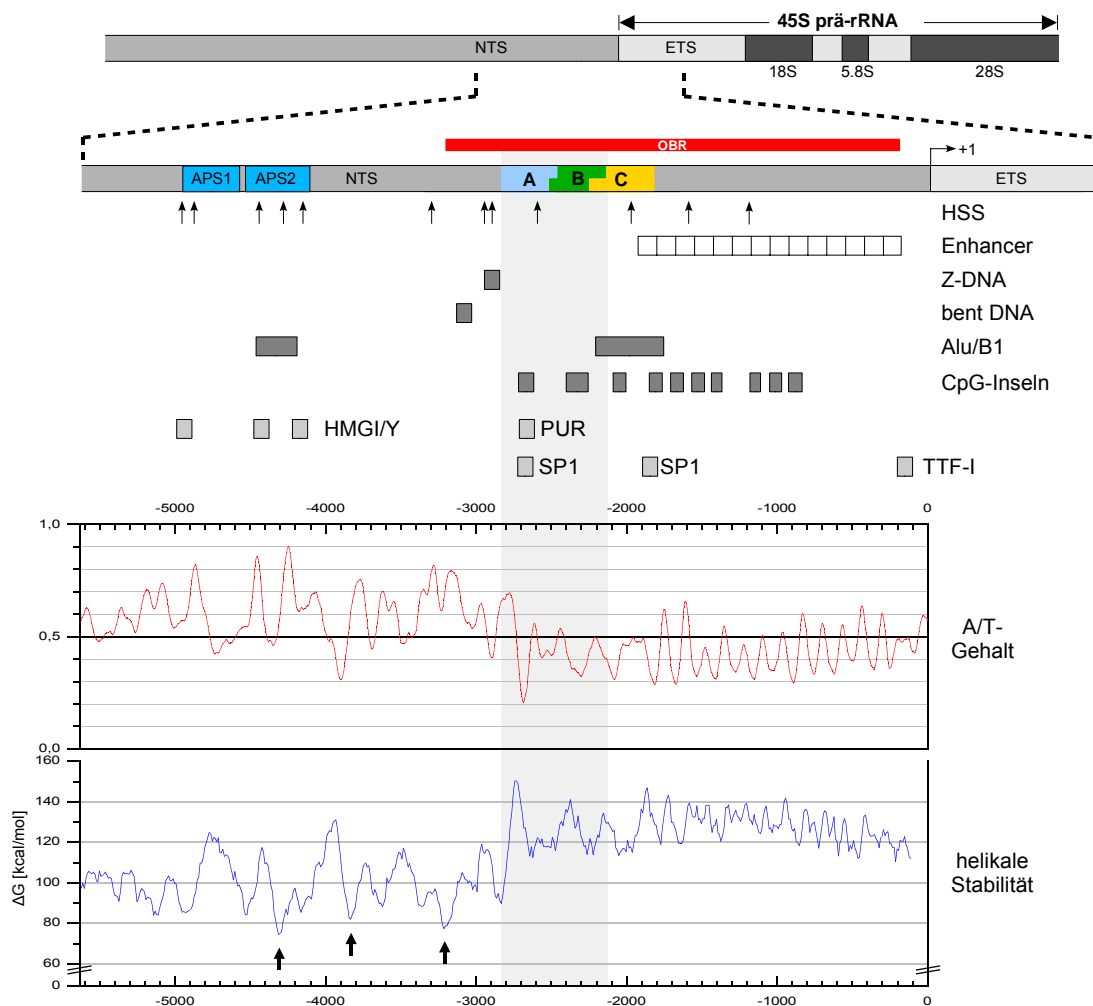 45S prä-rRNA
NTS ETS
18S 5.8S 28S
OBR
+1
APS1 APS2 NTS A B C ETS
HSS
Enhancer
Z-DNA
bent DNA
Alu/B1
CpG-Inseln
HMGI/Y PUR
SP1 SP1 TTF-I
-5000 -4000 -3000 -2000 -1000 0
1,0
0,5
0,0
A/T-
Gehalt
160
140
120
100
80
60
0
ΔG [kcal/mol]
helikale
Stabilität
-5000 -4000 -3000 -2000 -1000 0